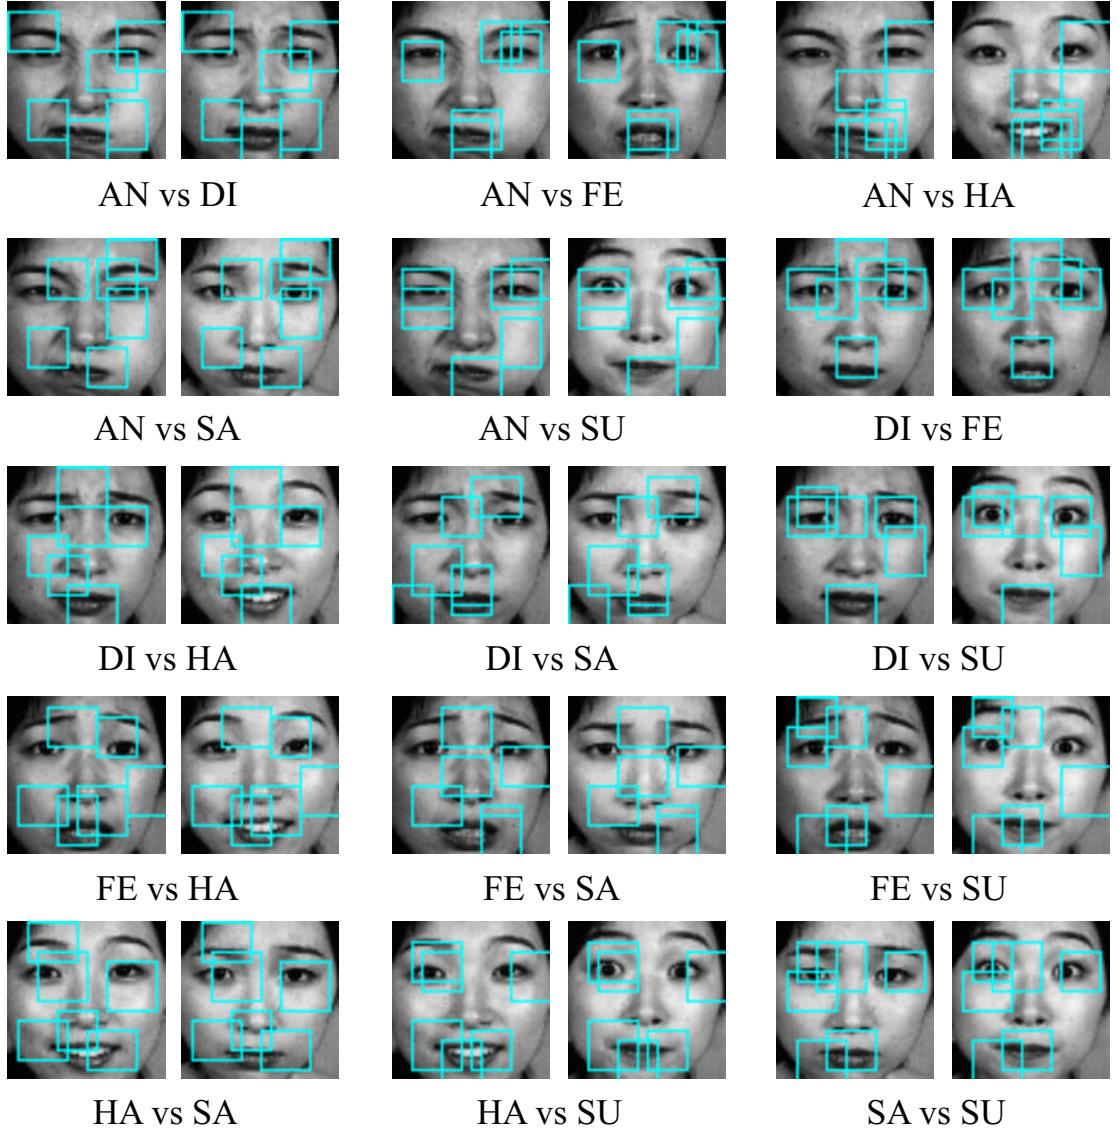 AN vs DI
AN vs FE
AN vs HA
AN vs SA
AN vs SU
DI vs FE
DI vs HA
DI vs SA
DI vs SU
FE vs HA
FE vs SA
FE vs SU
HA vs SA
HA vs SU
SA vs SU